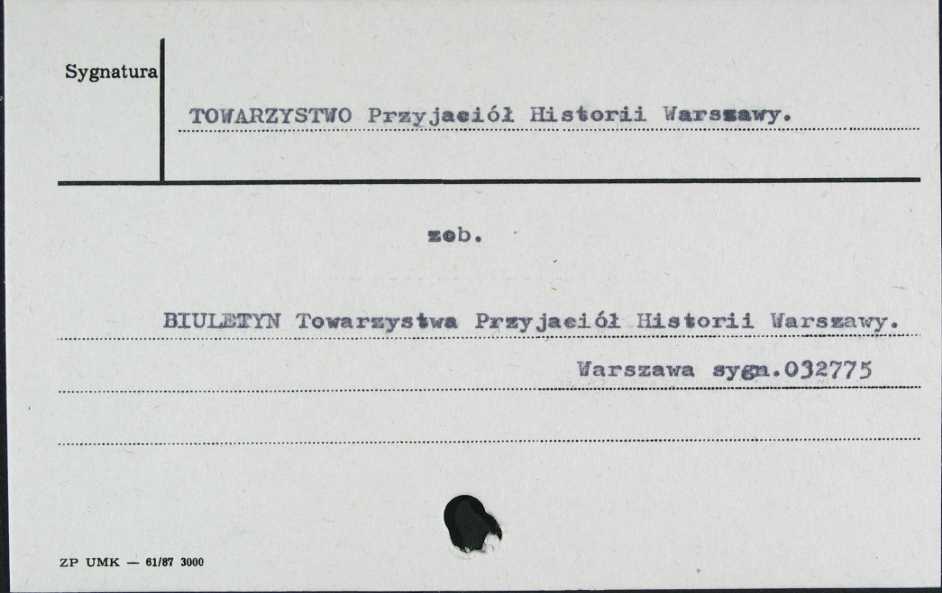 Sygnatura
TOWARZYSTWO Przyjaciół Historii Warszawy.
zob.
BIULETYN Towarzystwa Przyjaciół Historii Warszawy.
Warszawa sygn.032775
ZP UMK — 61/87 3000